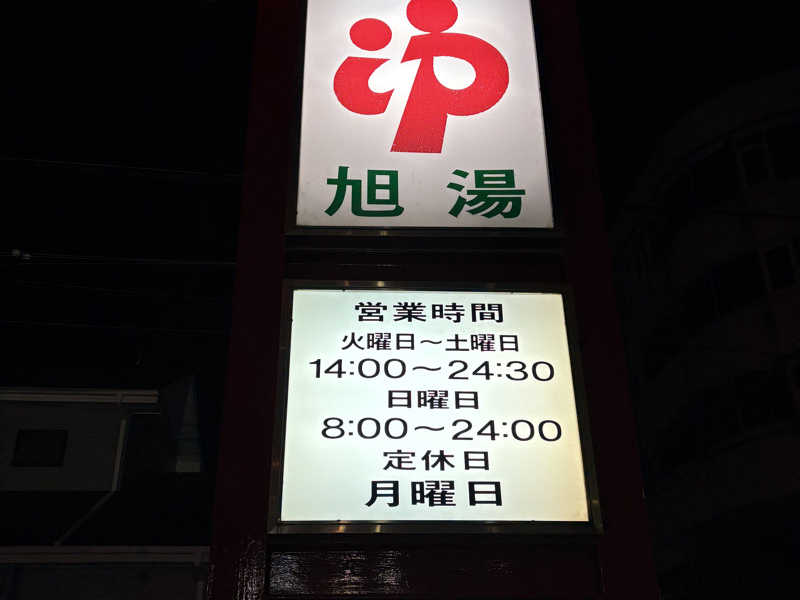 旭湯
営業時間
火曜日〜土曜日
14:00〜24:30
日曜日
8:00〜24:00
定休日
月曜日